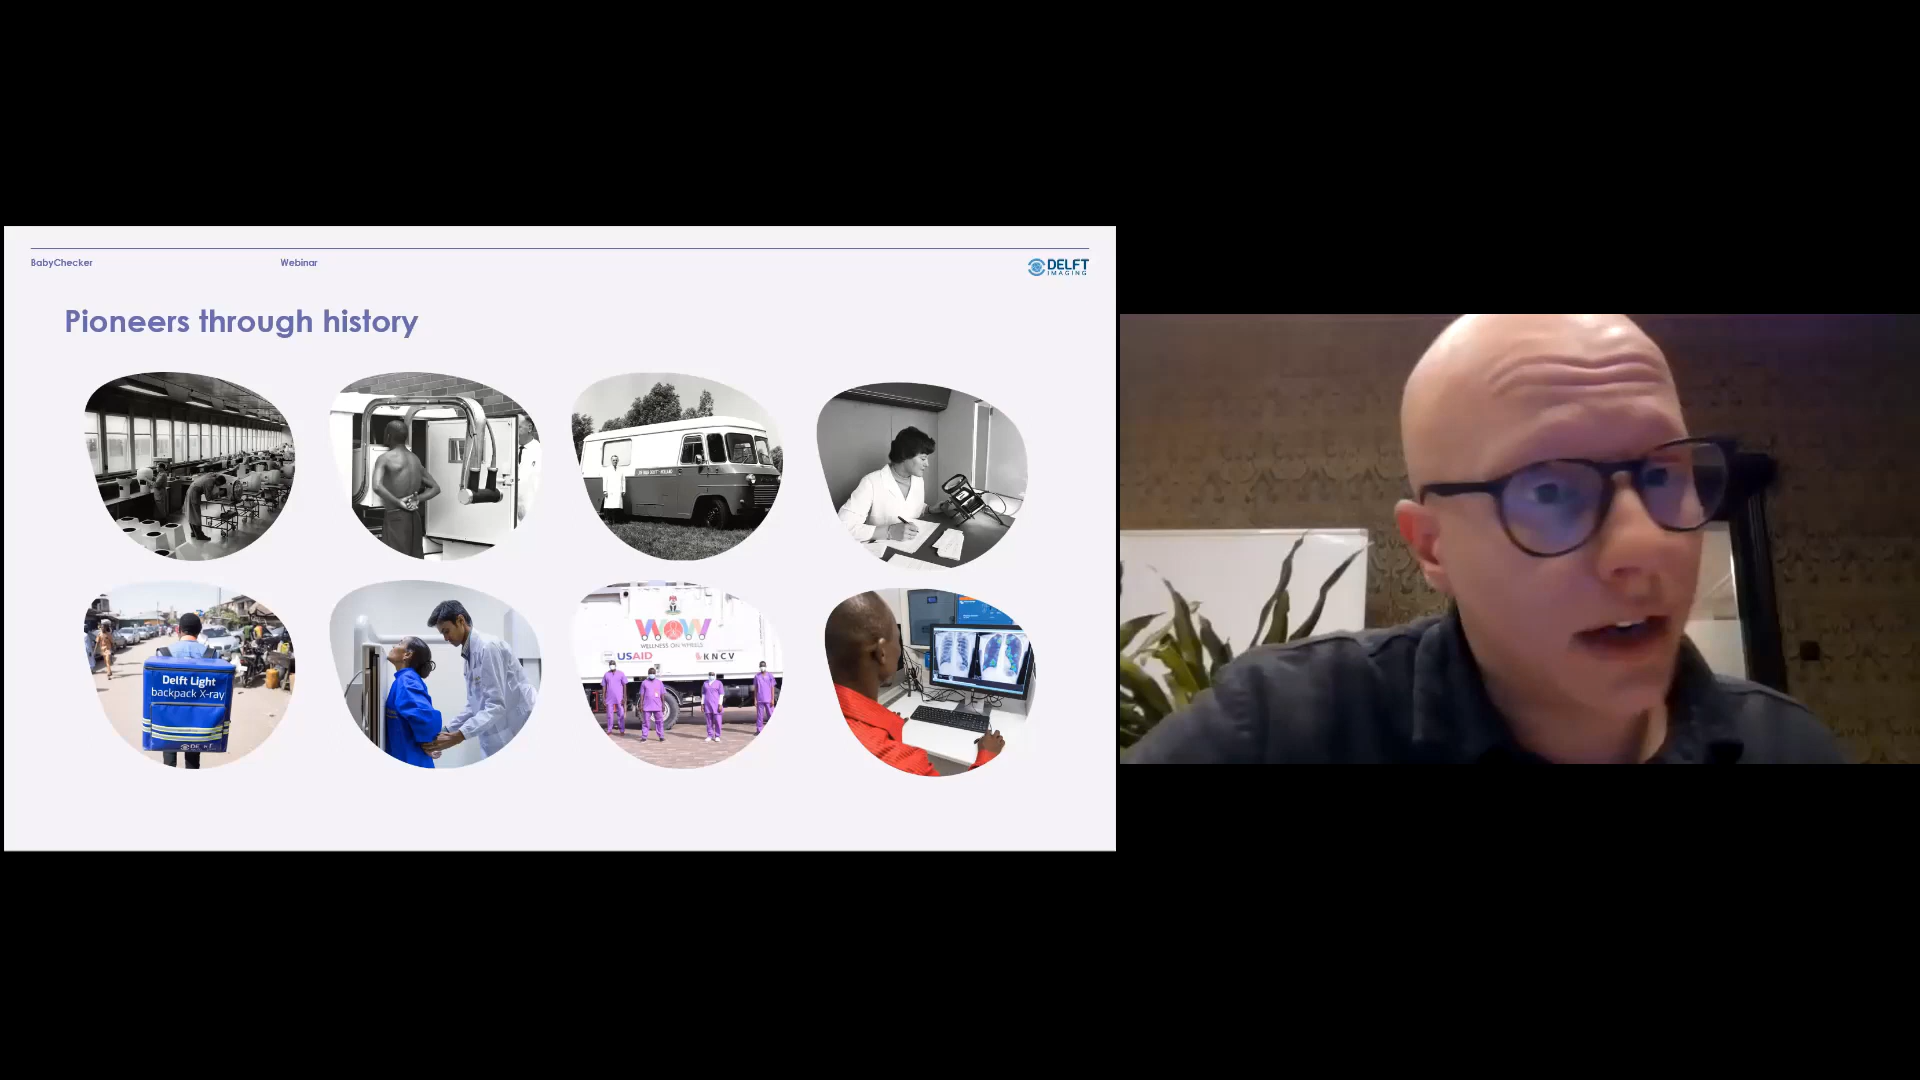 BabyChecker
Webinar
DELFT
IMAGING
Pioneers through history
Delft Light
backpack X-ray
WOW
WELLNESS ON WHEELS
USAID
KNCV